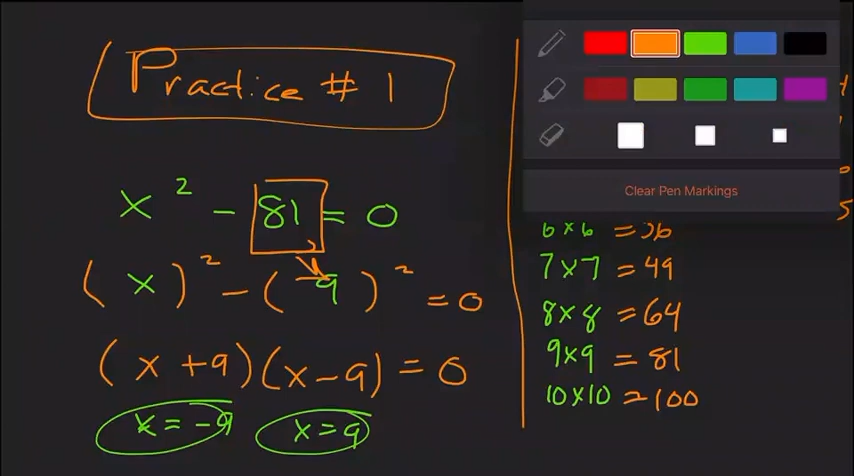 Practice # 1
x² - 81 = 0
(x)² - (9)² = 0
(x + 9)(x - 9) = 0
x = -9 x = 9
Clear Pen Markings
6 x 6 = 36
7 x 7 = 49
8 x 8 = 64
9 x 9 = 81
10 x 10 = 100